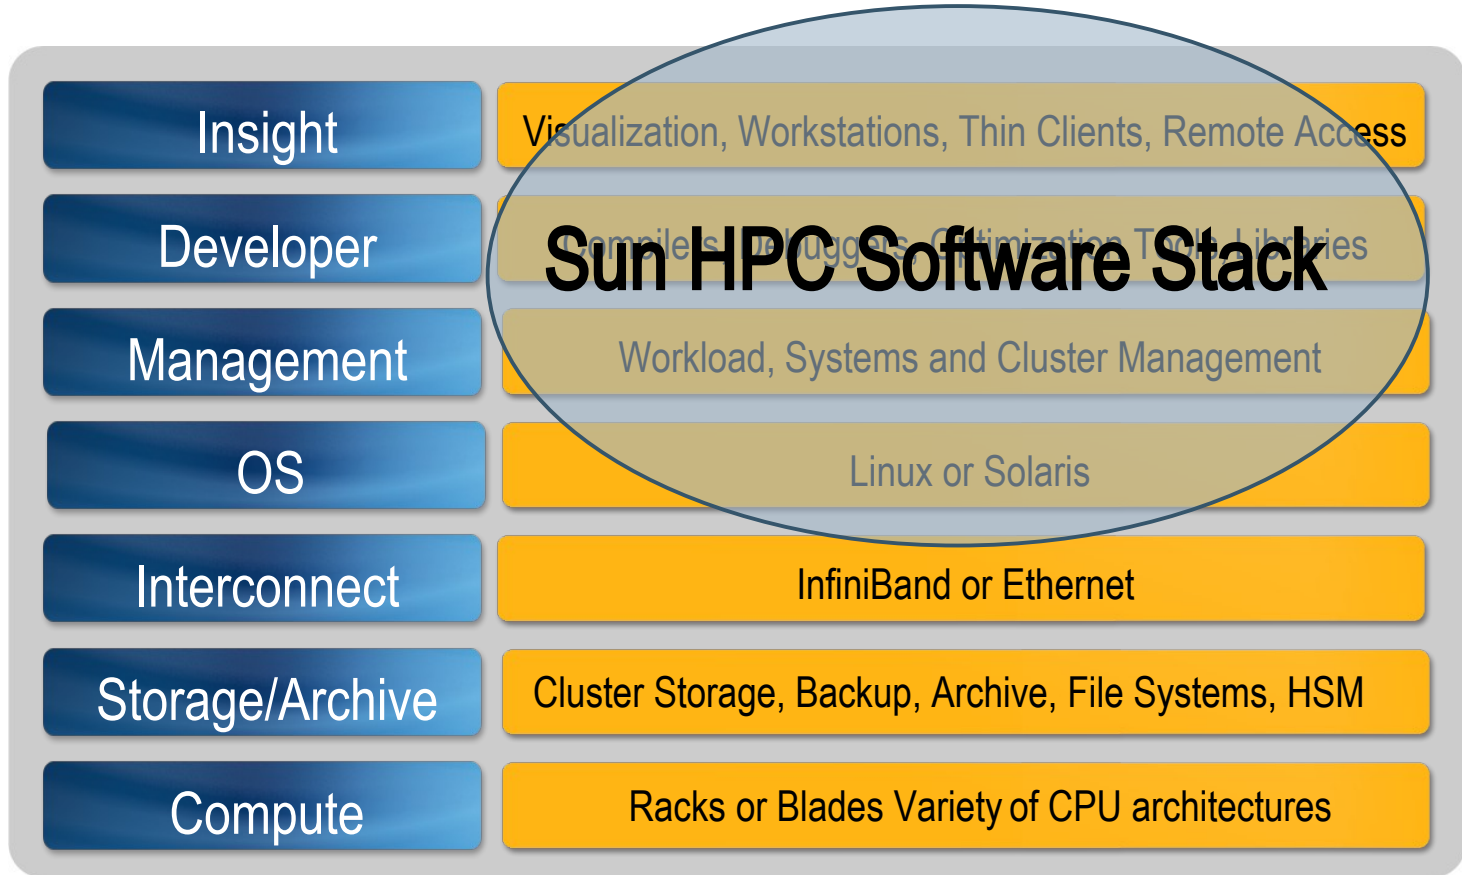 Insight
Visualization, Workstations, Thin Clients, Remote Access
Developer
Compilers, Debuggers, Optimization Tools, Libraries
Sun HPC Software Stack
Management
Workload, Systems and Cluster Management
OS
Linux or Solaris
Interconnect
InfiniBand or Ethernet
Storage/Archive
Cluster Storage, Backup, Archive, File Systems, HSM
Compute
Racks or Blades Variety of CPU architectures